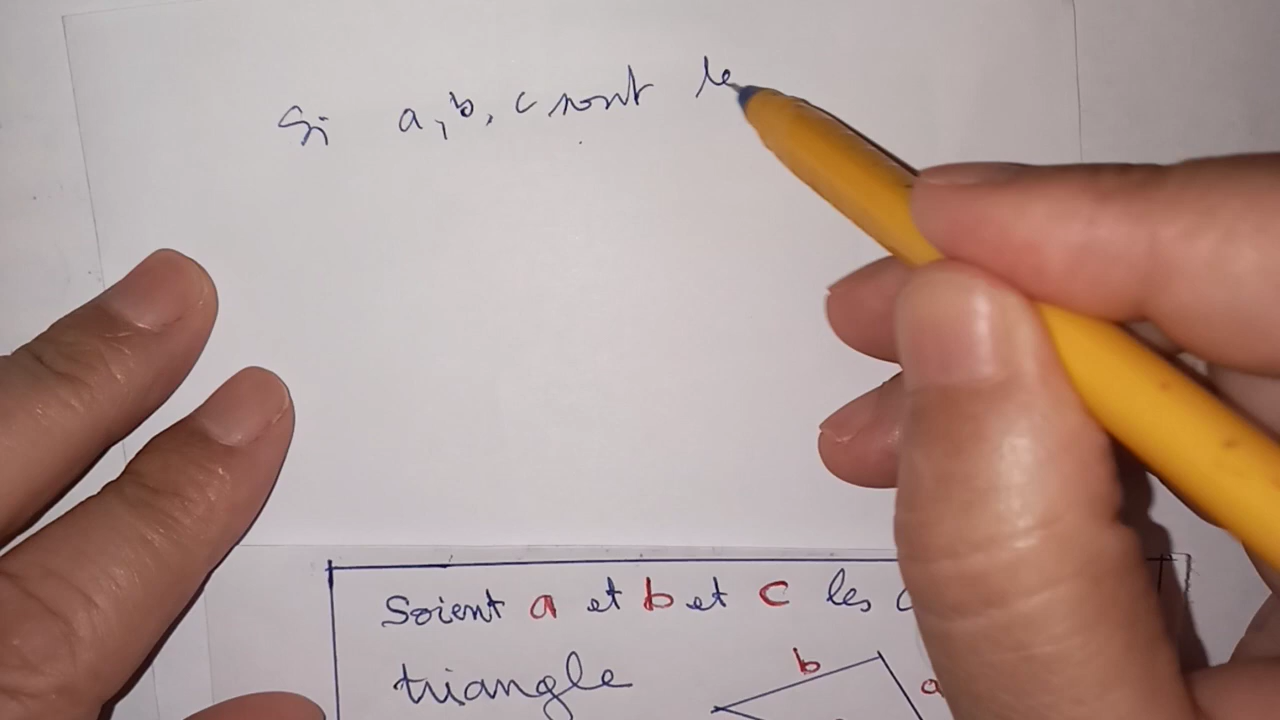 Si a, b, c sont le
Soient a et b et c les
triangle
b
a